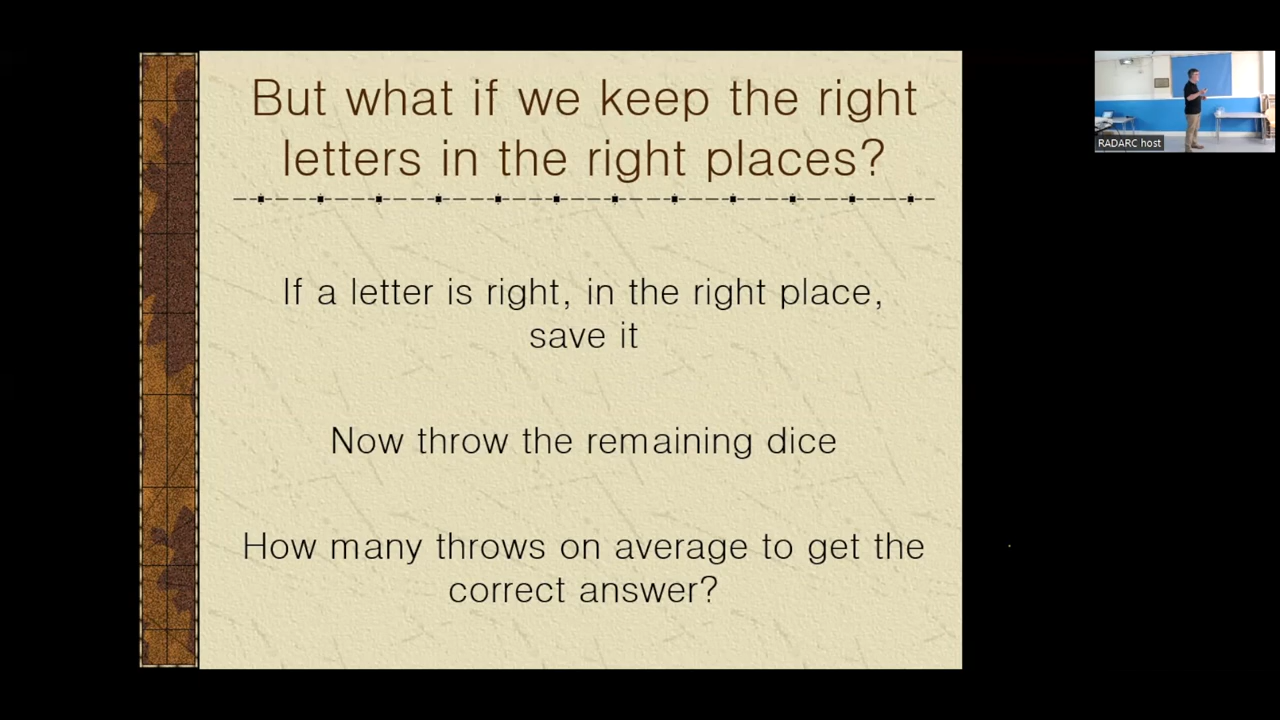 But what if we keep the right
letters in the right places?
If a letter is right, in the right place,
save it
Now throw the remaining dice
How many throws on average to get the
correct answer?
RADARC host